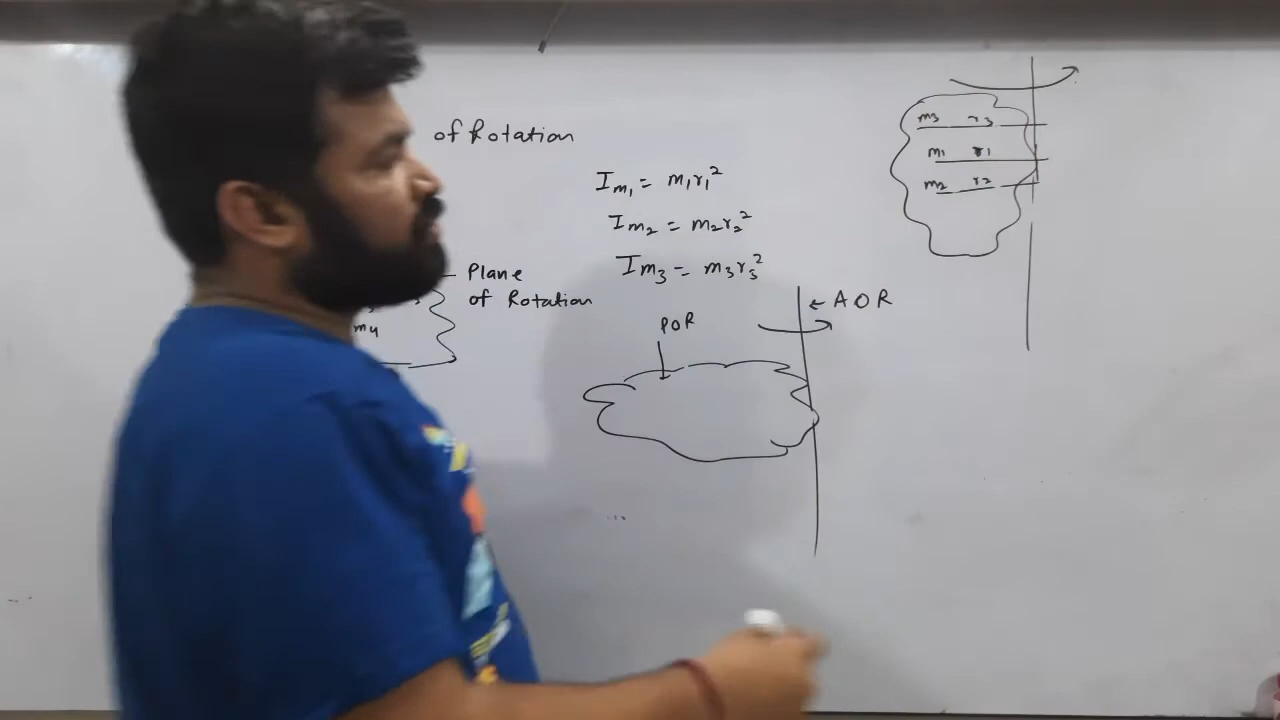 of Rotation
Im₁ = m₁r₁²
Im₂ = m₂r₂²
Im₃ = m₃r₃²
Plane
of Rotation
m₄
POR
← AOR
m₃ r₃
m₁ r₁
m₂ r₂